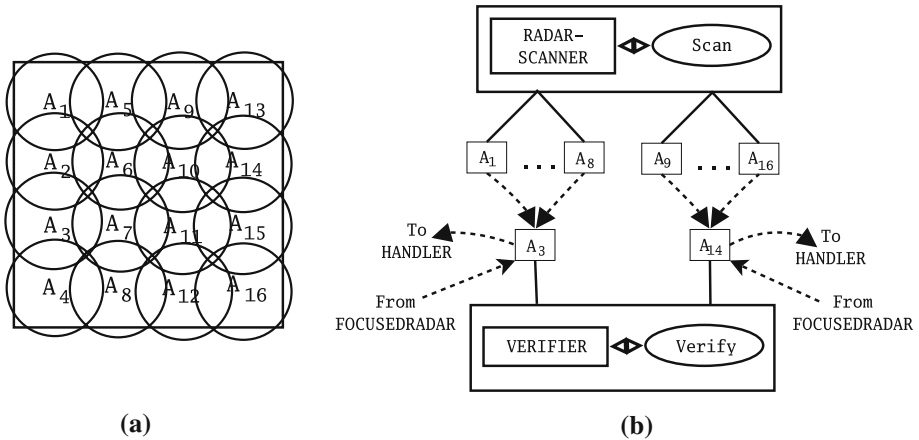 A1 A5 A9 A13
A2 A6 A10 A14
A3 A7 A11 A15
A4 A8 A12 A16
(a)
RADAR-
SCANNER
Scan
A1 ... A8
A9 ... A16
To
HANDLER
A3
A14
To
HANDLER
From
FOCUSEDRADAR
From
FOCUSEDRADAR
VERIFIER
Verify
(b)